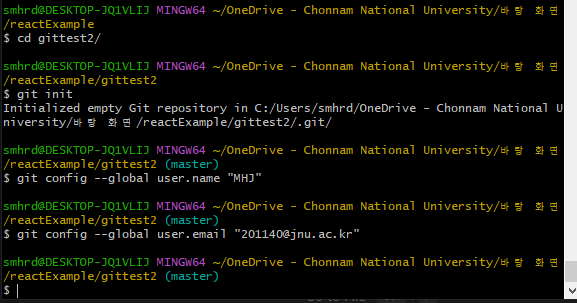 smhrd@DESKTOP-JQ1VLIJ MINGW64 ~/OneDrive - Chonnam National University/바탕 화면
/reactExample
$ cd gittest2/
smhrd@DESKTOP-JQ1VLIJ MINGW64 ~/OneDrive - Chonnam National University/바탕 화면
/reactExample/gittest2
$ git init
Initialized empty Git repository in C:/Users/smhrd/OneDrive - Chonnam National U
niversity/바탕 화면/reactExample/gittest2/.git/
smhrd@DESKTOP-JQ1VLIJ MINGW64 ~/OneDrive - Chonnam National University/바탕 화면
/reactExample/gittest2 (master)
$ git config --global user.name "MHJ"
smhrd@DESKTOP-JQ1VLIJ MINGW64 ~/OneDrive - Chonnam National University/바탕 화면
/reactExample/gittest2 (master)
$ git config --global user.email "201140@jnu.ac.kr"
smhrd@DESKTOP-JQ1VLIJ MINGW64 ~/OneDrive - Chonnam National University/바탕 화면
/reactExample/gittest2 (master)
$